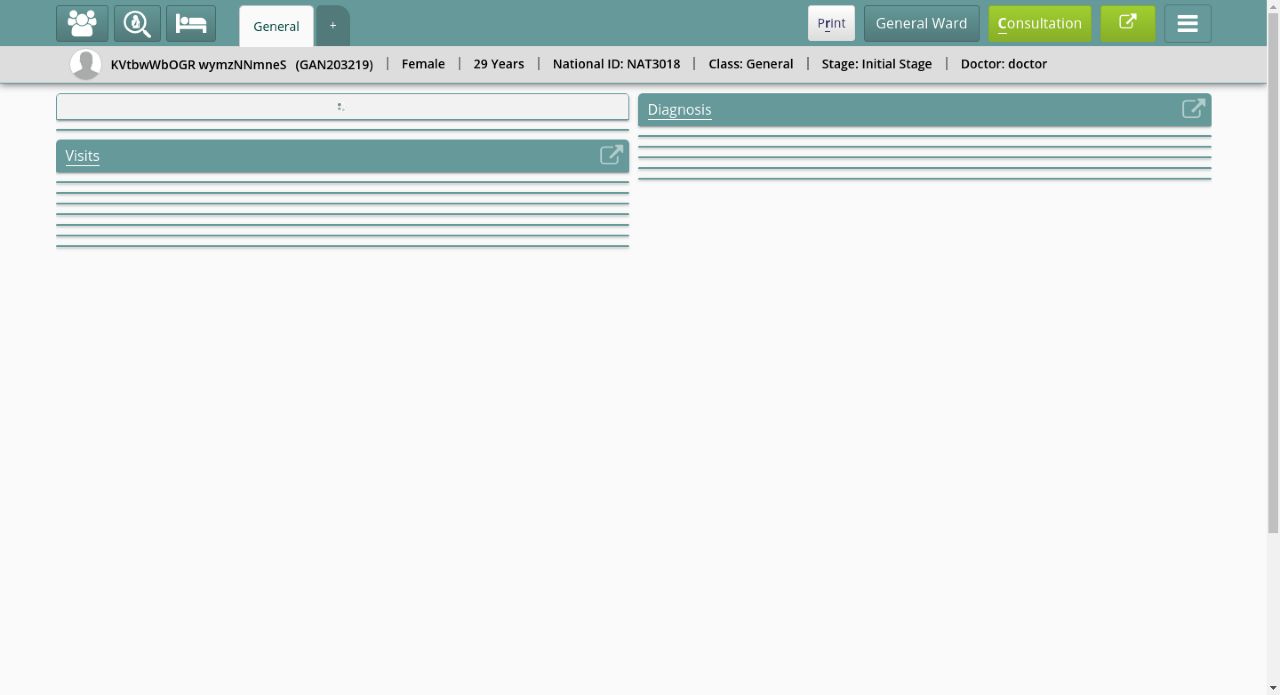 General + Print General Ward Consultation
KVtbwWbOGR wymzNNmneS (GAN203219) | Female | 29 Years | National ID: NAT3018 | Class: General | Stage: Initial Stage | Doctor: doctor
Diagnosis
Visits